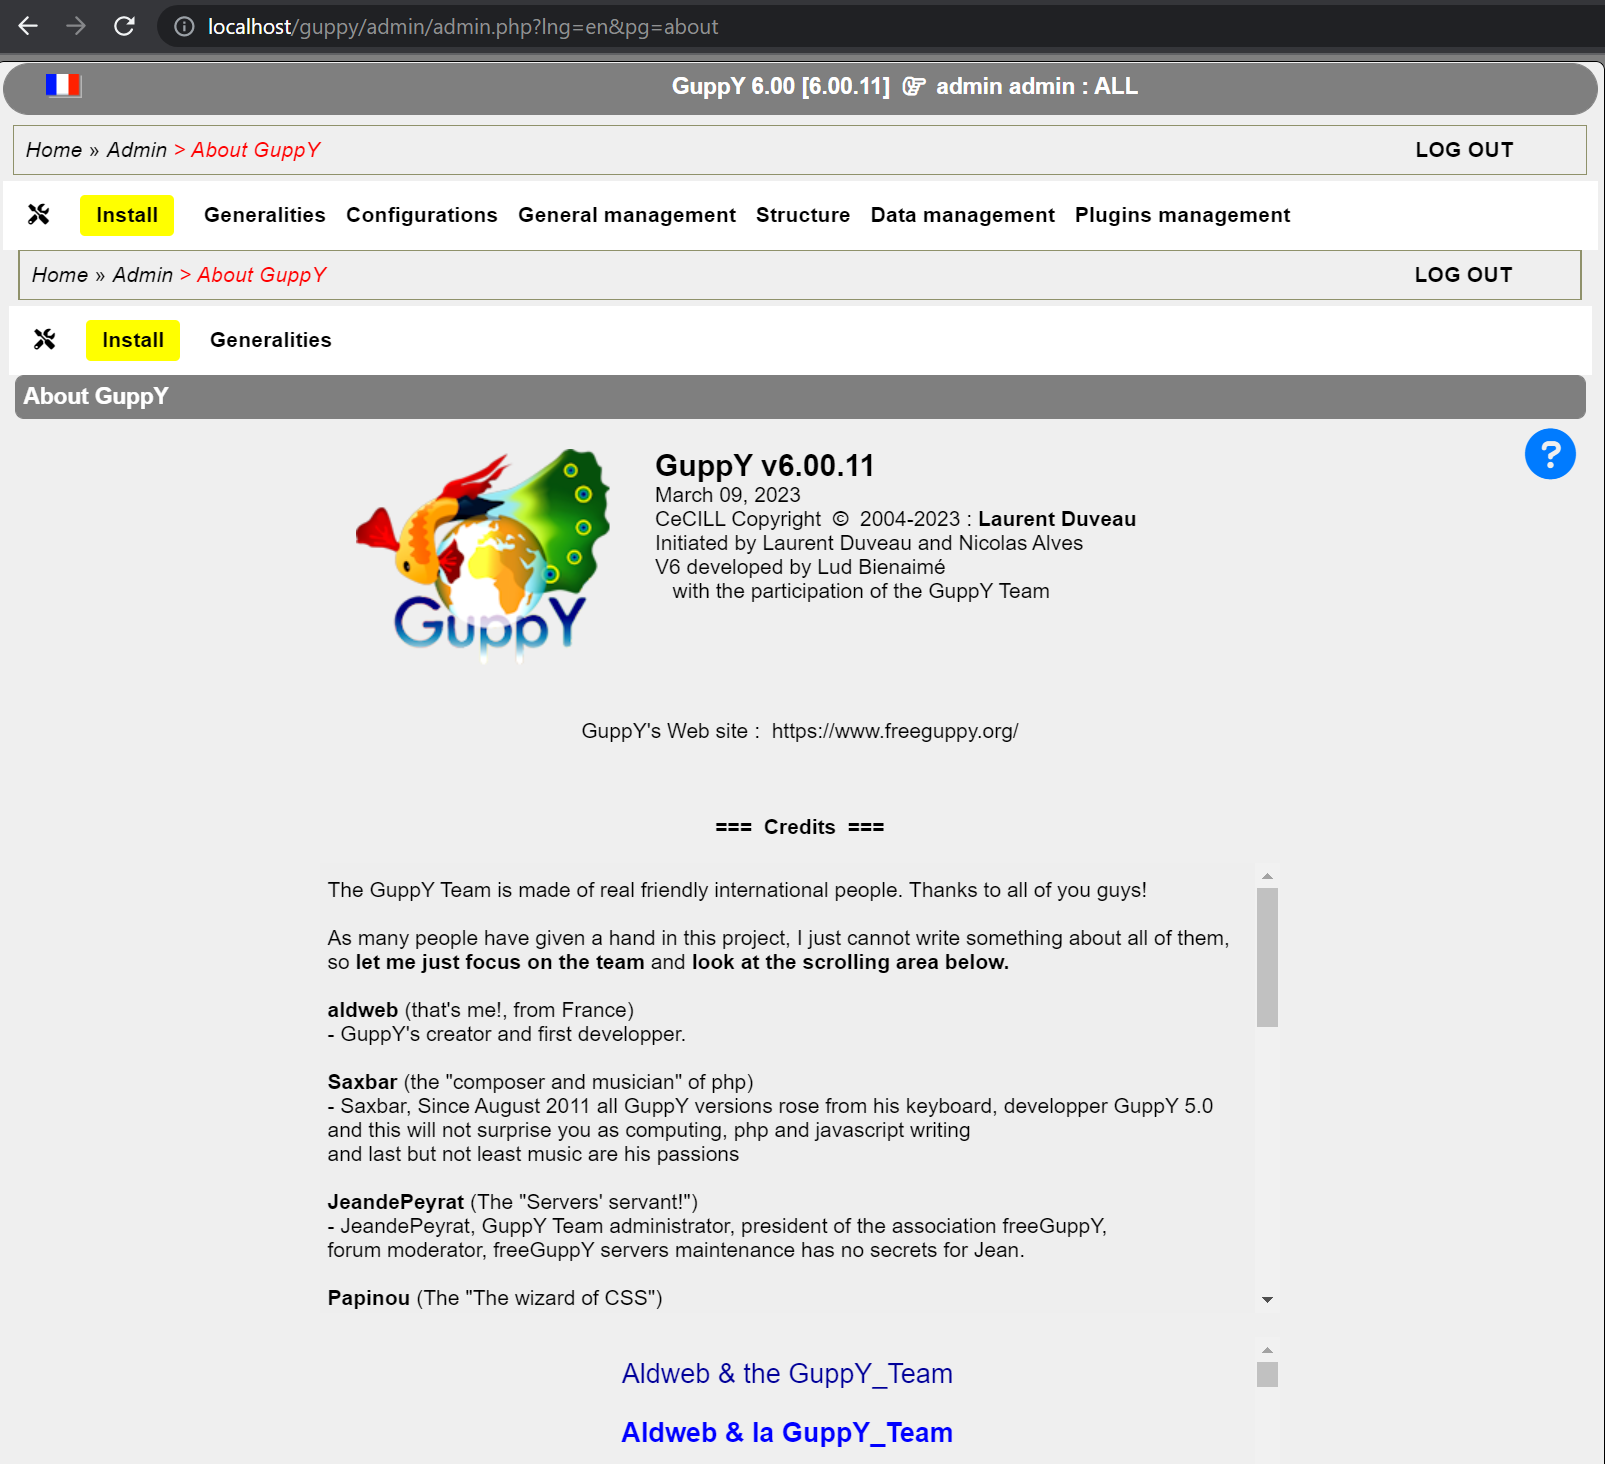 localhost/guppy/admin/admin.php?lng=en&pg=about
GuppY 6.00 [6.00.11] admin admin : ALL
Home » Admin > About GuppY LOG OUT
Install Generalities Configurations General management Structure Data management Plugins management
Home » Admin > About GuppY LOG OUT
Install Generalities
About GuppY
?
GuppY
GuppY v6.00.11
March 09, 2023
CeCILL Copyright © 2004-2023 : Laurent Duveau
Initiated by Laurent Duveau and Nicolas Alves
V6 developed by Lud Bienaimé
with the participation of the GuppY Team
GuppY's Web site : https://www.freeguppy.org/
=== Credits ===
The GuppY Team is made of real friendly international people. Thanks to all of you guys!
As many people have given a hand in this project, I just cannot write something about all of them,
so let me just focus on the team and look at the scrolling area below.
aldweb (that's me!, from France)
- GuppY's creator and first developper.
Saxbar (the "composer and musician" of php)
- Saxbar, Since August 2011 all GuppY versions rose from his keyboard, developper GuppY 5.0
and this will not surprise you as computing, php and javascript writing
and last but not least music are his passions
JeandePeyrat (The "Servers' servant!")
- JeandePeyrat, GuppY Team administrator, president of the association freeGuppY,
forum moderator, freeGuppY servers maintenance has no secrets for Jean.
Papinou (The "The wizard of CSS")
Aldweb & the GuppY_Team
Aldweb & la GuppY_Team